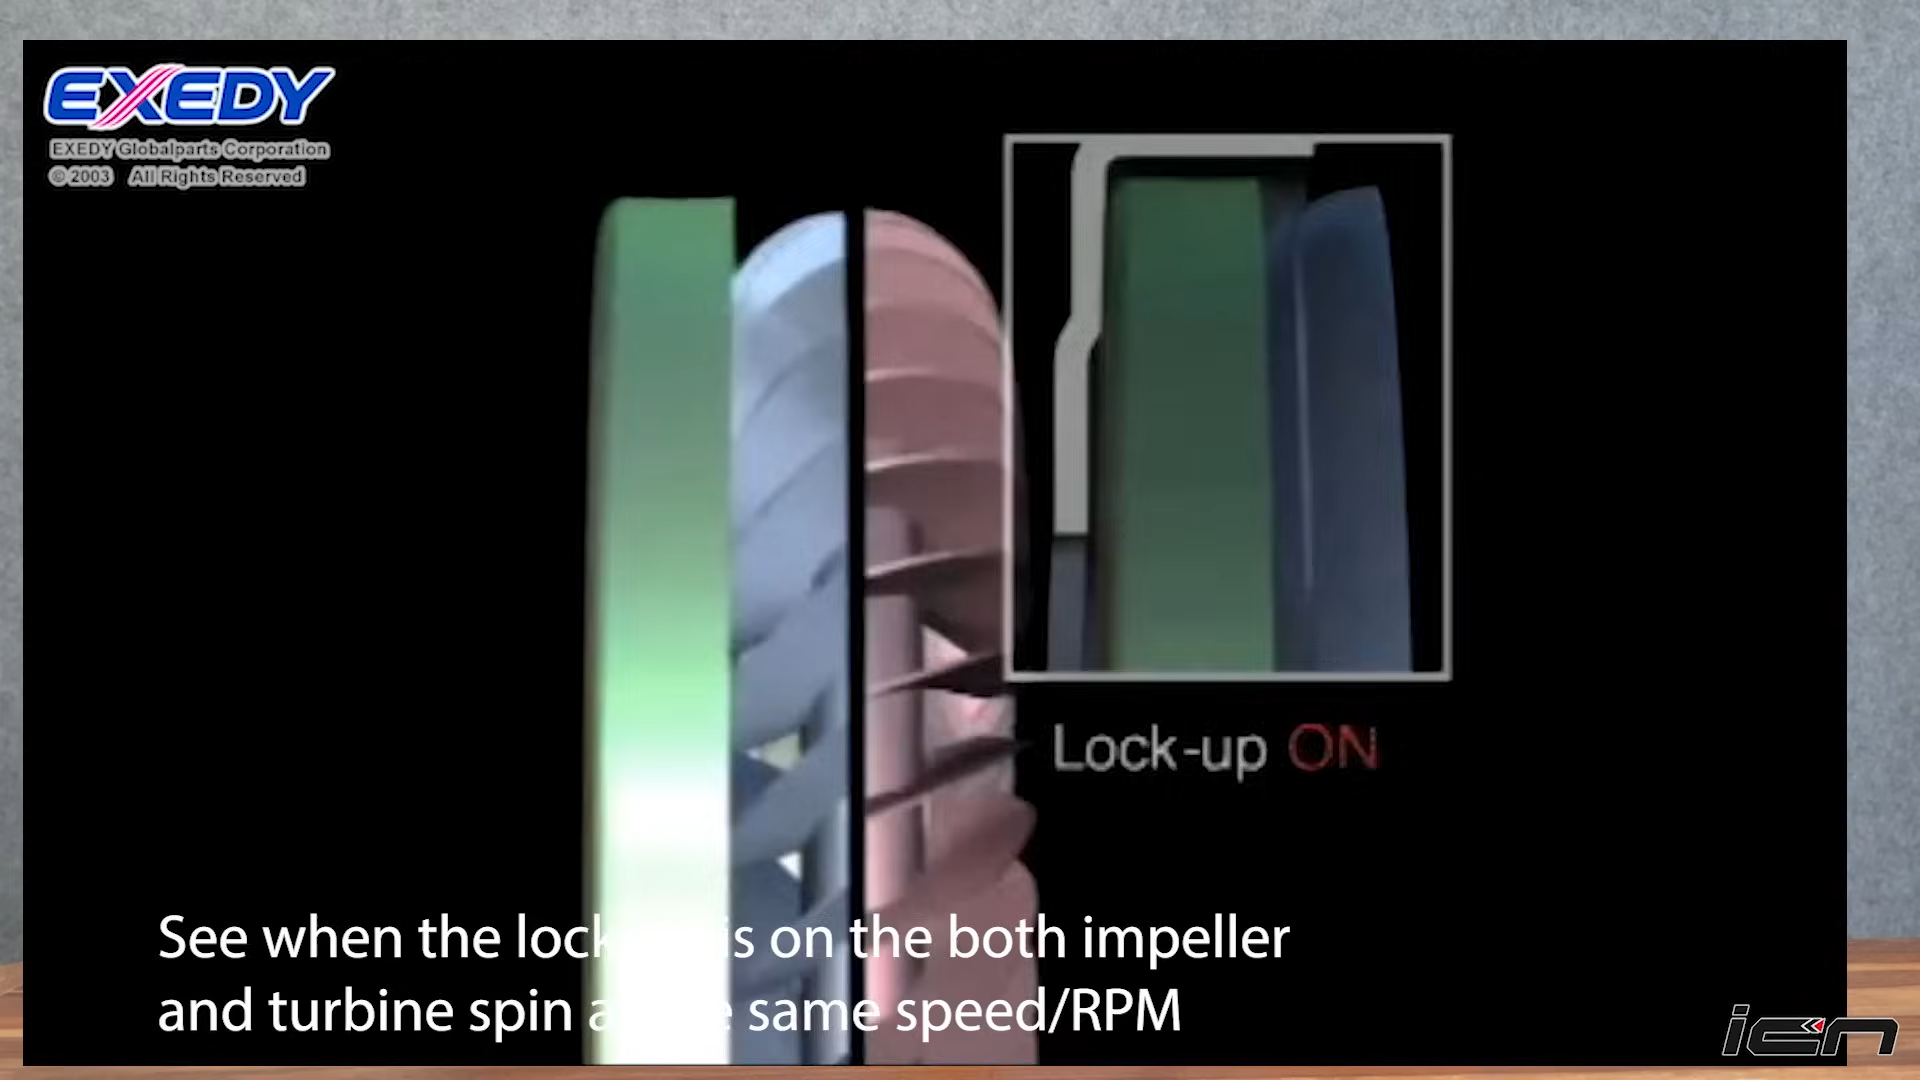 EXEDY
EXEDY Globalparts Corporation
© 2003 All Rights Reserved
Lock-up ON
See when the lock is on the both impeller
and turbine spin a same speed/RPM
icn